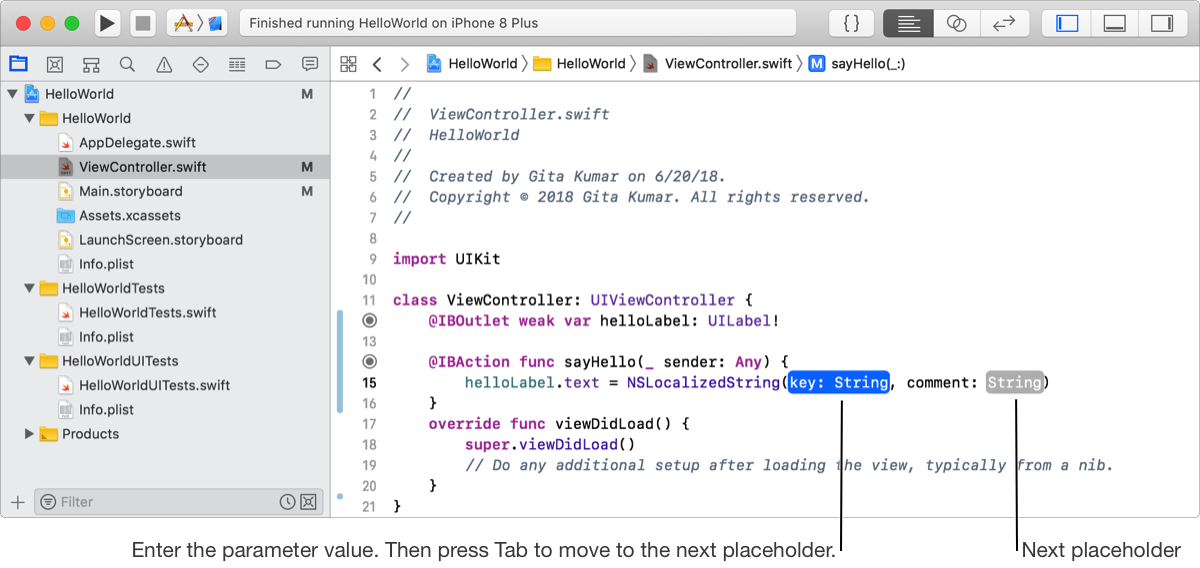 Finished running HelloWorld on iPhone 8 Plus
{ }
HelloWorld 〉 HelloWorld 〉 ViewController.swift 〉 M sayHello(_:)
HelloWorld M
HelloWorld
AppDelegate.swift
ViewController.swift M
Main.storyboard M
Assets.xcassets
LaunchScreen.storyboard
Info.plist
HelloWorldTests
HelloWorldTests.swift
Info.plist
HelloWorldUITests
HelloWorldUITests.swift
Info.plist
Products
Filter
1 //
2 //  ViewController.swift
3 //  HelloWorld
4 //
5 //  Created by Gita Kumar on 6/20/18.
6 //  Copyright © 2018 Gita Kumar. All rights reserved.
7 //
8
9 import UIKit
10
11 class ViewController: UIViewController {
@IBOutlet weak var helloLabel: UILabel!
13
@IBAction func sayHello(_ sender: Any) {
15 helloLabel.text = NSLocalizedString(key: String, comment: String)
16 }
17 override func viewDidLoad() {
18 super.viewDidLoad()
19 // Do any additional setup after loading the view, typically from a nib.
20 }
21 }
Enter the parameter value. Then press Tab to move to the next placeholder.
Next placeholder